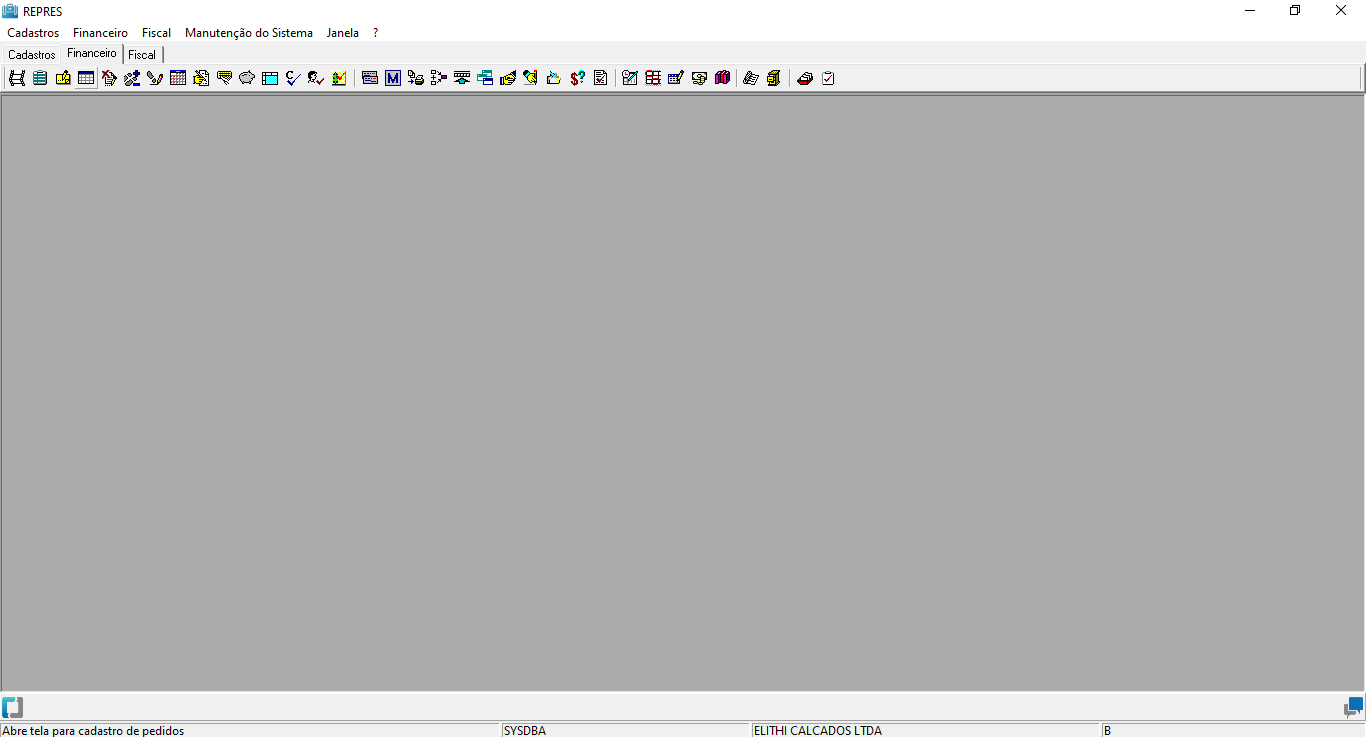 REPRES
Cadastros Financeiro Fiscal Manutenção do Sistema Janela ?
Cadastros Financeiro Fiscal
M $?
Abre tela para cadastro de pedidos SYSDBA ELITHI CALCADOS LTDA B